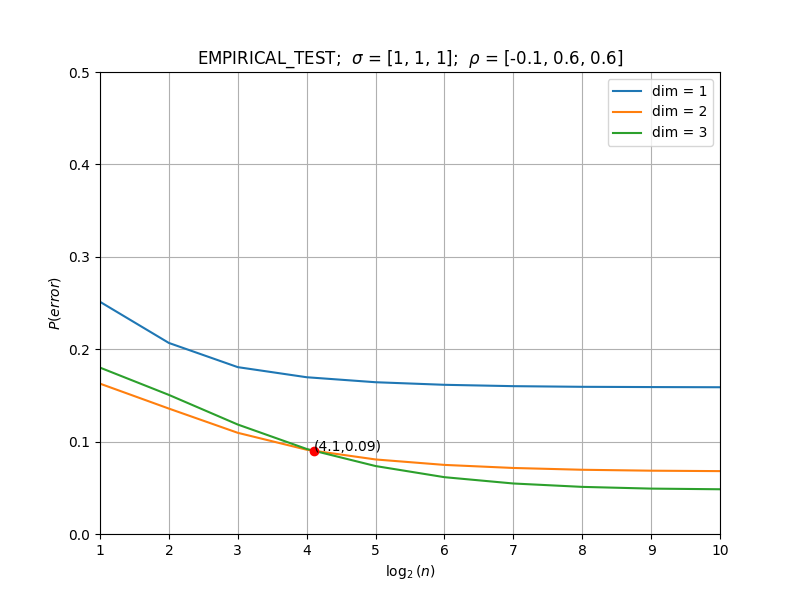 EMPIRICAL_TEST;  σ = [1, 1, 1];  ρ = [-0.1, 0.6, 0.6]
dim = 1
dim = 2
dim = 3
0.5
0.4
0.3
0.2
0.1
0.0
P(error)
(4.1,0.09)
1 2 3 4 5 6 7 8 9 10
log₂(n)